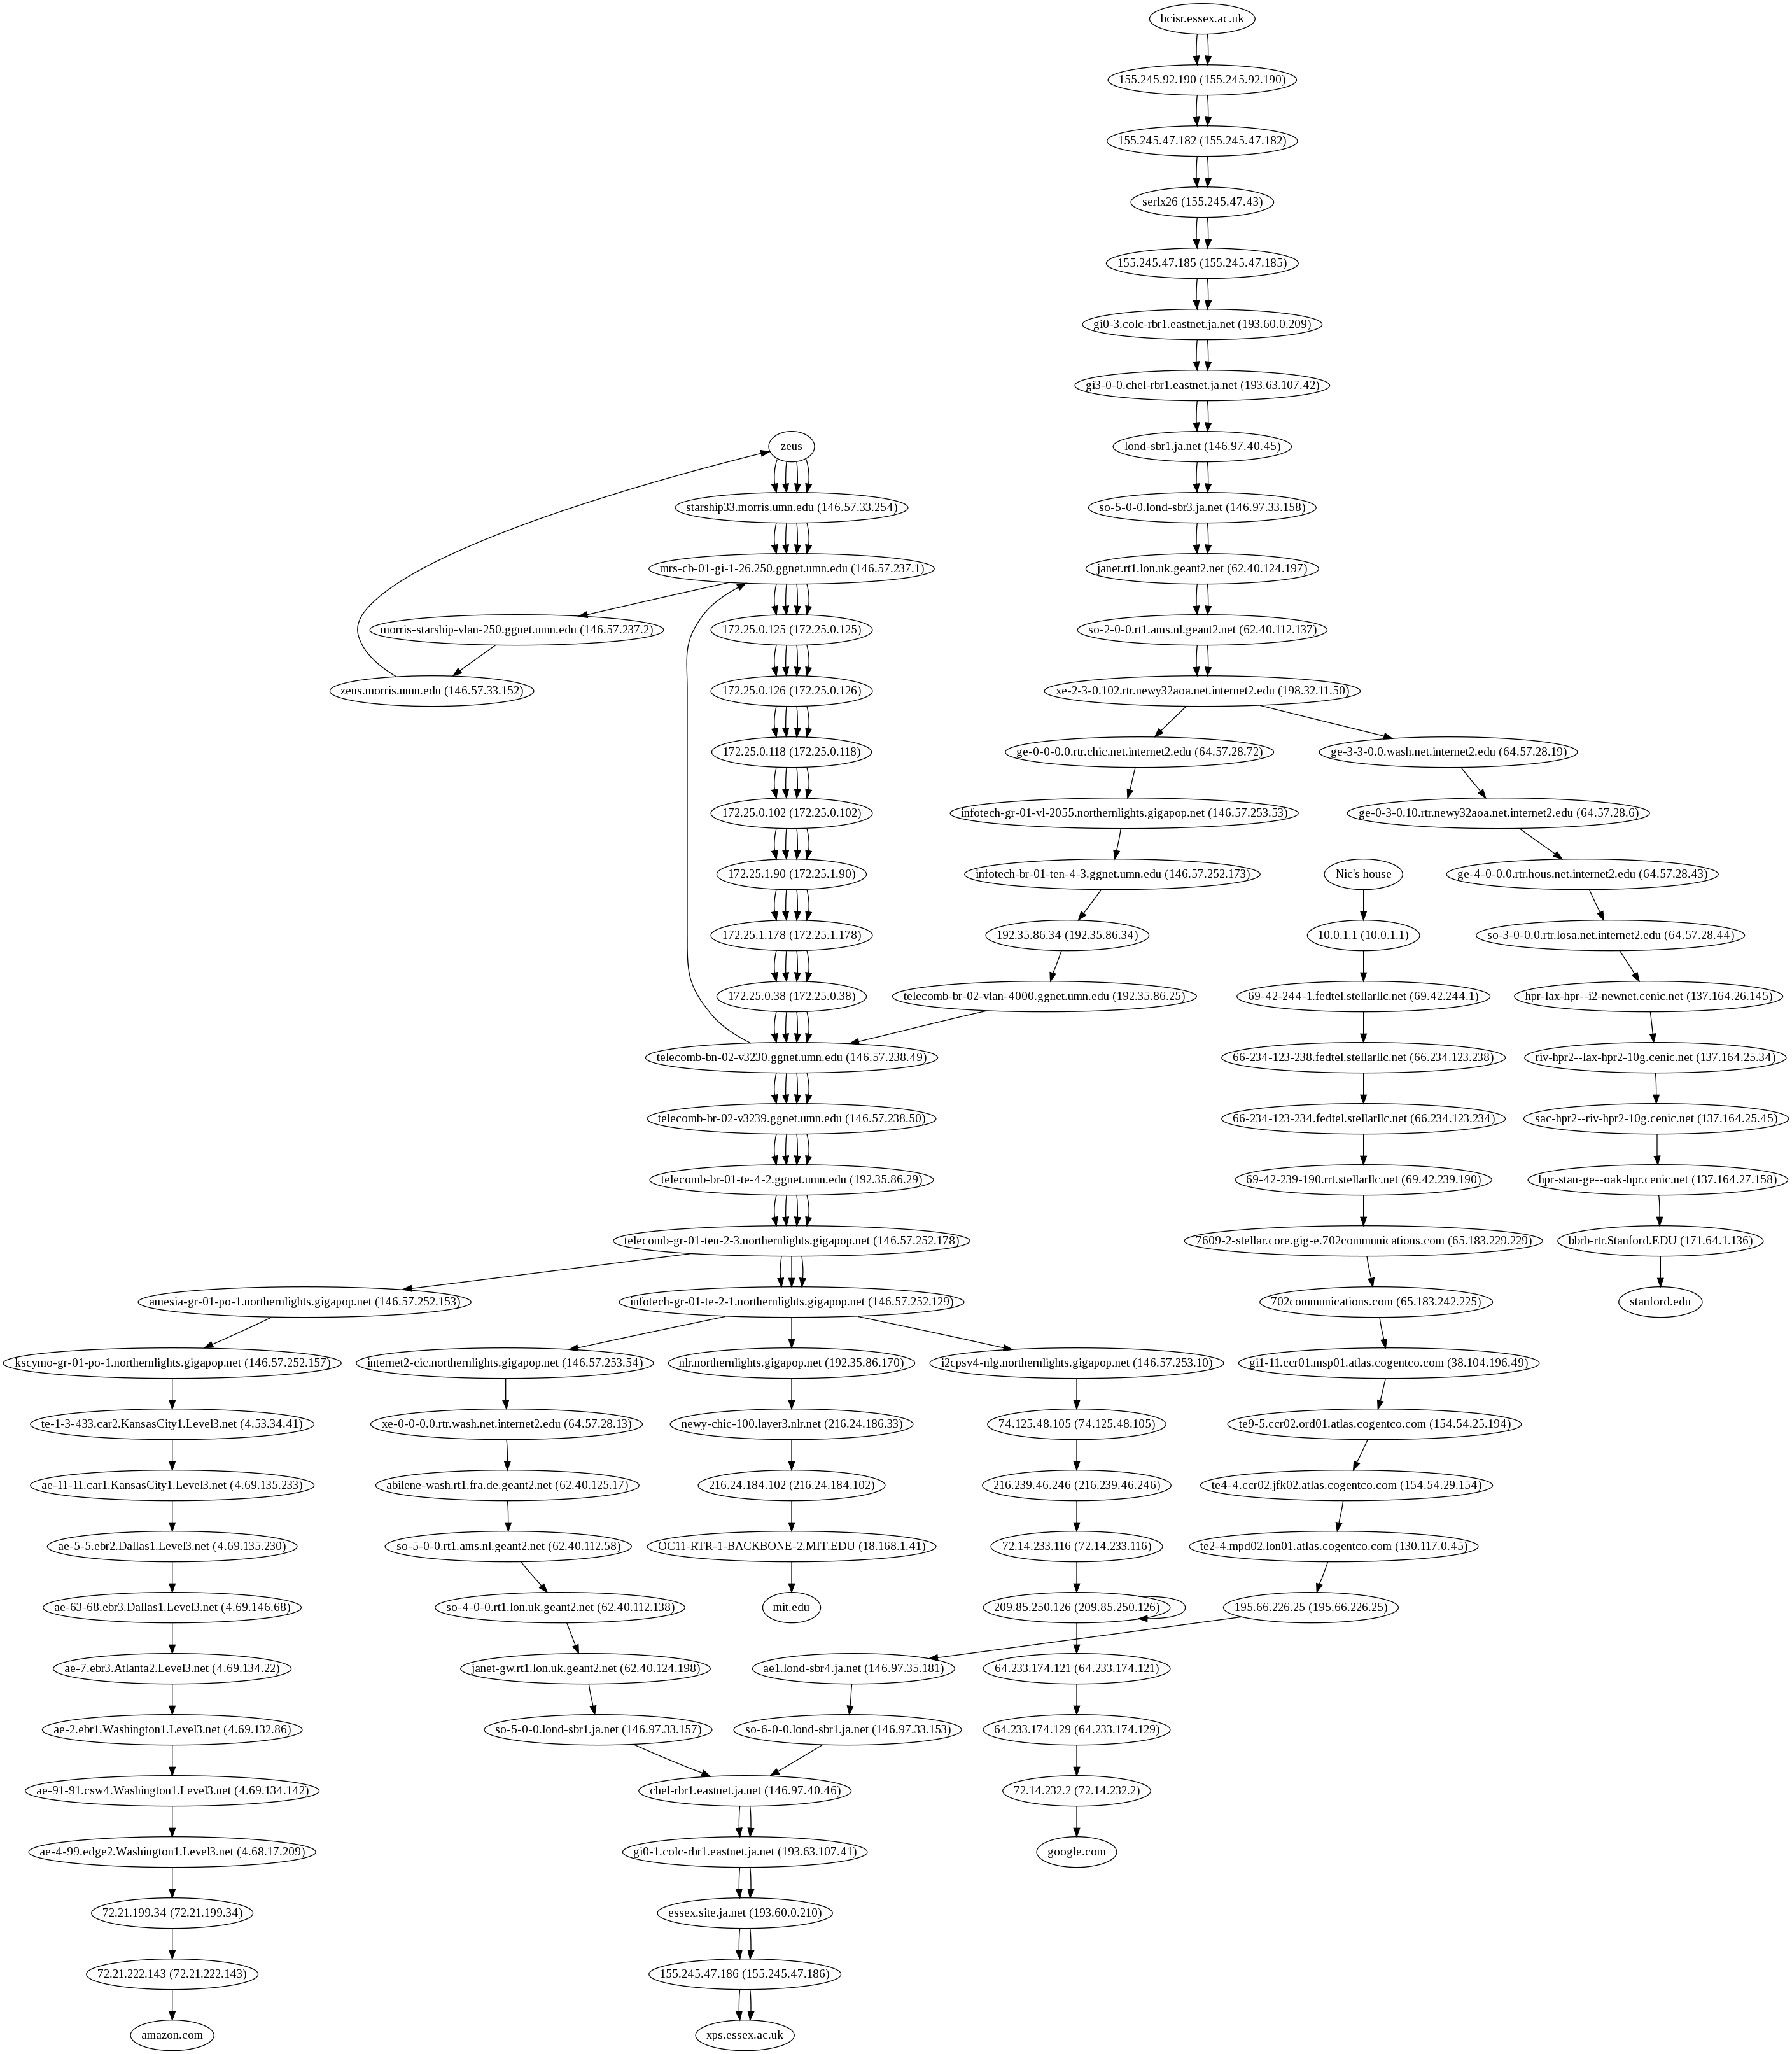 bcisr.essex.ac.uk
155.245.92.190 (155.245.92.190)
155.245.47.182 (155.245.47.182)
serlx26 (155.245.47.43)
155.245.47.185 (155.245.47.185)
gi0-3.colc-rbr1.eastnet.ja.net (193.60.0.209)
gi3-0-0.chel-rbr1.eastnet.ja.net (193.63.107.42)
zeus
lond-sbr1.ja.net (146.97.40.45)
starship33.morris.umn.edu (146.57.33.254)
so-5-0-0.lond-sbr3.ja.net (146.97.33.158)
mrs-cb-01-gi-1-26.250.ggnet.umn.edu (146.57.237.1)
janet.rt1.lon.uk.geant2.net (62.40.124.197)
morris-starship-vlan-250.ggnet.umn.edu (146.57.237.2)
172.25.0.125 (172.25.0.125)
so-2-0-0.rt1.ams.nl.geant2.net (62.40.112.137)
zeus.morris.umn.edu (146.57.33.152)
172.25.0.126 (172.25.0.126)
xe-2-3-0.102.rtr.newy32aoa.net.internet2.edu (198.32.11.50)
172.25.0.118 (172.25.0.118)
ge-0-0-0.0.rtr.chic.net.internet2.edu (64.57.28.72)
ge-3-3-0.0.wash.net.internet2.edu (64.57.28.19)
172.25.0.102 (172.25.0.102)
infotech-gr-01-vl-2055.northernlights.gigapop.net (146.57.253.53)
ge-0-3-0.10.rtr.newy32aoa.net.internet2.edu (64.57.28.6)
172.25.1.90 (172.25.1.90)
infotech-br-01-ten-4-3.ggnet.umn.edu (146.57.252.173)
Nic's house
ge-4-0-0.0.rtr.hous.net.internet2.edu (64.57.28.43)
172.25.1.178 (172.25.1.178)
192.35.86.34 (192.35.86.34)
10.0.1.1 (10.0.1.1)
so-3-0-0.0.rtr.losa.net.internet2.edu (64.57.28.44)
172.25.0.38 (172.25.0.38)
telecomb-br-02-vlan-4000.ggnet.umn.edu (192.35.86.25)
69-42-244-1.fedtel.stellarllc.net (69.42.244.1)
hpr-lax-hpr--i2-newnet.cenic.net (137.164.26.145)
telecomb-bn-02-v3230.ggnet.umn.edu (146.57.238.49)
66-234-123-238.fedtel.stellarllc.net (66.234.123.238)
riv-hpr2--lax-hpr2-10g.cenic.net (137.164.25.34)
telecomb-br-02-v3239.ggnet.umn.edu (146.57.238.50)
66-234-123-234.fedtel.stellarllc.net (66.234.123.234)
sac-hpr2--riv-hpr2-10g.cenic.net (137.164.25.45)
telecomb-br-01-te-4-2.ggnet.umn.edu (192.35.86.29)
69-42-239-190.rrt.stellarllc.net (69.42.239.190)
hpr-stan-ge--oak-hpr.cenic.net (137.164.27.158)
telecomb-gr-01-ten-2-3.northernlights.gigapop.net (146.57.252.178)
7609-2-stellar.core.gig-e.702communications.com (65.183.229.229)
bbrb-rtr.Stanford.EDU (171.64.1.136)
amesia-gr-01-po-1.northernlights.gigapop.net (146.57.252.153)
infotech-gr-01-te-2-1.northernlights.gigapop.net (146.57.252.129)
702communications.com (65.183.242.225)
stanford.edu
kscymo-gr-01-po-1.northernlights.gigapop.net (146.57.252.157)
internet2-cic.northernlights.gigapop.net (146.57.253.54)
nlr.northernlights.gigapop.net (192.35.86.170)
i2cpsv4-nlg.northernlights.gigapop.net (146.57.253.10)
gi1-11.ccr01.msp01.atlas.cogentco.com (38.104.196.49)
te-1-3-433.car2.KansasCity1.Level3.net (4.53.34.41)
xe-0-0-0.0.rtr.wash.net.internet2.edu (64.57.28.13)
newy-chic-100.layer3.nlr.net (216.24.186.33)
74.125.48.105 (74.125.48.105)
te9-5.ccr02.ord01.atlas.cogentco.com (154.54.25.194)
ae-11-11.car1.KansasCity1.Level3.net (4.69.135.233)
abilene-wash.rt1.fra.de.geant2.net (62.40.125.17)
216.24.184.102 (216.24.184.102)
216.239.46.246 (216.239.46.246)
te4-4.ccr02.jfk02.atlas.cogentco.com (154.54.29.154)
ae-5-5.ebr2.Dallas1.Level3.net (4.69.135.230)
so-5-0-0.rt1.ams.nl.geant2.net (62.40.112.58)
OC11-RTR-1-BACKBONE-2.MIT.EDU (18.168.1.41)
72.14.233.116 (72.14.233.116)
te2-4.mpd02.lon01.atlas.cogentco.com (130.117.0.45)
ae-63-68.ebr3.Dallas1.Level3.net (4.69.146.68)
so-4-0-0.rt1.lon.uk.geant2.net (62.40.112.138)
mit.edu
209.85.250.126 (209.85.250.126)
195.66.226.25 (195.66.226.25)
ae-7.ebr3.Atlanta2.Level3.net (4.69.134.22)
janet-gw.rt1.lon.uk.geant2.net (62.40.124.198)
ae1.lond-sbr4.ja.net (146.97.35.181)
64.233.174.121 (64.233.174.121)
ae-2.ebr1.Washington1.Level3.net (4.69.132.86)
so-5-0-0.lond-sbr1.ja.net (146.97.33.157)
so-6-0-0.lond-sbr1.ja.net (146.97.33.153)
64.233.174.129 (64.233.174.129)
ae-91-91.csw4.Washington1.Level3.net (4.69.134.142)
chel-rbr1.eastnet.ja.net (146.97.40.46)
72.14.232.2 (72.14.232.2)
ae-4-99.edge2.Washington1.Level3.net (4.68.17.209)
gi0-1.colc-rbr1.eastnet.ja.net (193.63.107.41)
google.com
72.21.199.34 (72.21.199.34)
essex.site.ja.net (193.60.0.210)
72.21.222.143 (72.21.222.143)
155.245.47.186 (155.245.47.186)
amazon.com
xps.essex.ac.uk